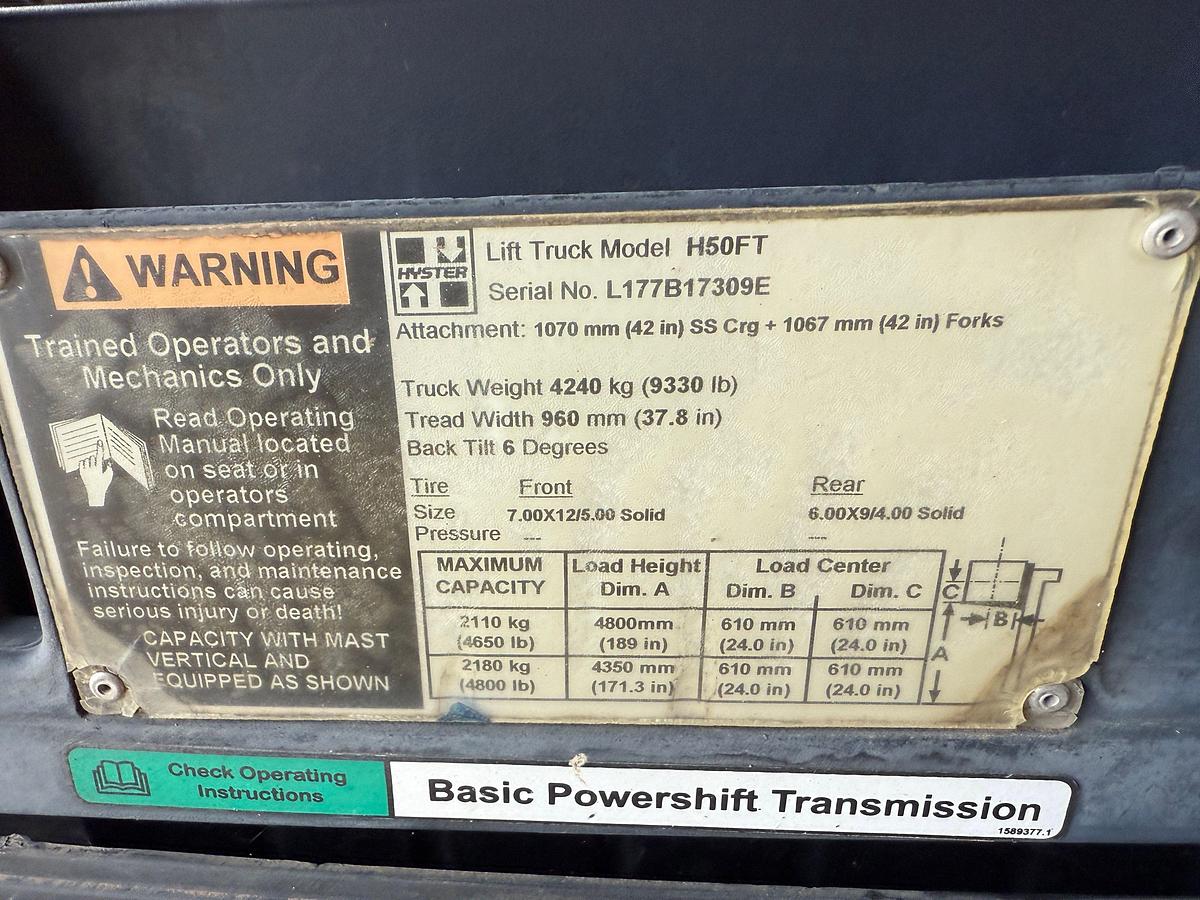 WARNING
Trained Operators and
Mechanics Only
Read Operating
Manual located
on seat or in
operators
compartment
Failure to follow operating,
inspection, and maintenance
instructions can cause
serious injury or death!
CAPACITY WITH MAST
VERTICAL AND
EQUIPPED AS SHOWN
HYSTER
Lift Truck Model H50FT
Serial No. L177B17309E
Attachment: 1070 mm (42 in) SS Crg + 1067 mm (42 in) Forks
Truck Weight 4240 kg (9330 lb)
Tread Width 960 mm (37.8 in)
Back Tilt 6 Degrees
Tire Front Rear
Size 7.00X12/5.00 Solid 6.00X9/4.00 Solid
Pressure --- ---
MAXIMUM Load Height Load Center
CAPACITY Dim. A Dim. B Dim. C
2110 kg 4800mm 610 mm 610 mm
(4650 lb) (189 in) (24.0 in) (24.0 in)
2180 kg 4350 mm 610 mm 610 mm
(4800 lb) (171.3 in) (24.0 in) (24.0 in)
C
B
A
Check Operating
Instructions
Basic Powershift Transmission
1589377.1